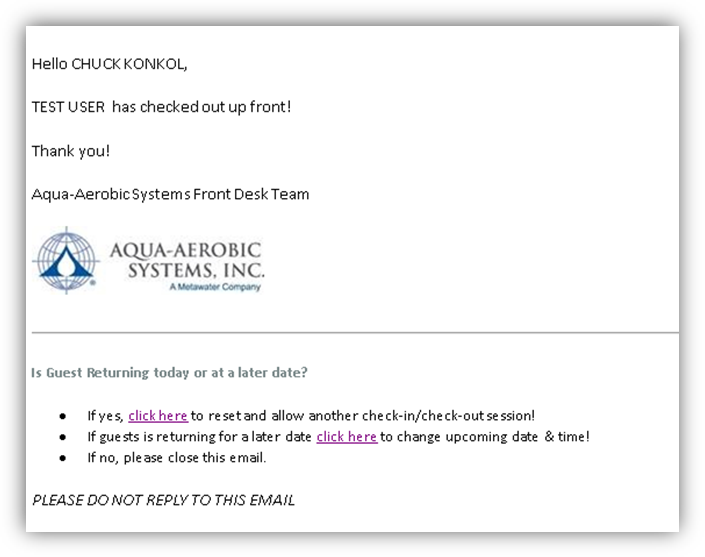 Hello CHUCK KONKOL,
TEST USER has checked out up front!
Thank you!
Aqua-Aerobic Systems Front Desk Team
AQUA-AEROBIC
SYSTEMS, INC.
A Metawater Company
Is Guest Returning today or at a later date?
• If yes, click here to reset and allow another check-in/check-out session!
• If guests is returning for a later date click here to change upcoming date & time!
• If no, please close this email.
PLEASE DO NOT REPLY TO THIS EMAIL